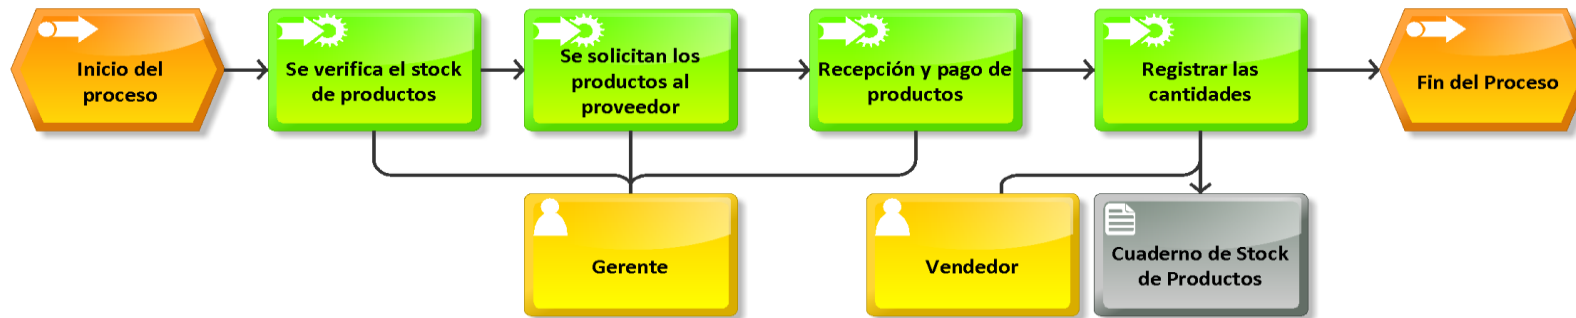 Inicio del
proceso
Se verifica el stock
de productos
Se solicitan los
productos al
proveedor
Recepción y pago de
productos
Registrar las
cantidades
Fin del Proceso
Gerente
Vendedor
Cuaderno de Stock
de Productos